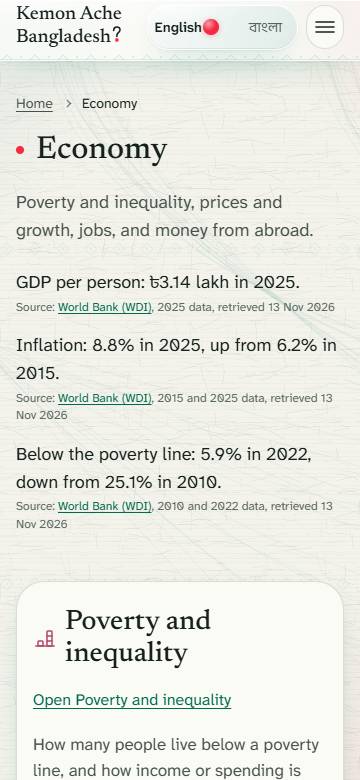 Kemon Ache
Bangladesh?
English
বাংলা
Home > Economy
Economy
Poverty and inequality, prices and
growth, jobs, and money from abroad.
GDP per person: ৳3.14 lakh in 2025.
Source: World Bank (WDI), 2025 data, retrieved 13 Nov 2026
Inflation: 8.8% in 2025, up from 6.2% in
2015.
Source: World Bank (WDI), 2015 and 2025 data, retrieved 13
Nov 2026
Below the poverty line: 5.9% in 2022,
down from 25.1% in 2010.
Source: World Bank (WDI), 2010 and 2022 data, retrieved 13
Nov 2026
Poverty and
inequality
Open Poverty and inequality
How many people live below a poverty
line, and how income or spending is